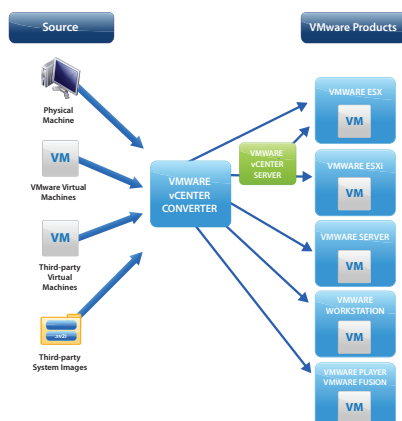 Source
VMware Products
Physical
Machine
VM
VMware Virtual
Machines
VM
Third-party
Virtual
Machines
.sv2i
Third-party
System Images
VMWARE
vCENTER
CONVERTER
VMWARE
vCENTER
SERVER
VMWARE ESX
VM
VMWARE ESXi
VM
VMWARE SERVER
VM
VMWARE
WORKSTATION
VM
VMWARE PLAYER
VMWARE FUSION
VM